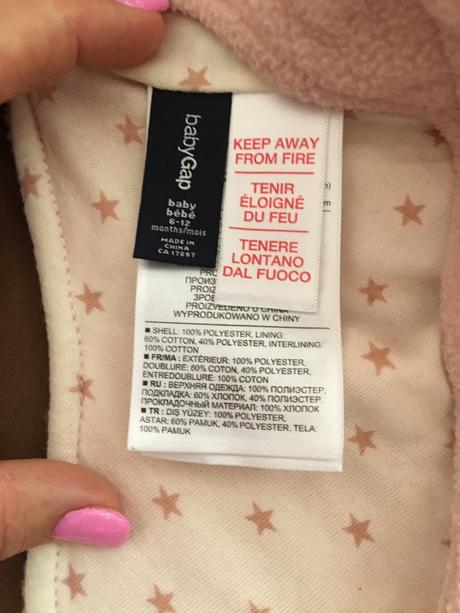 babyGap
baby
bébé
6-12
months/mois
MADE IN
CHINA
CA 17897
KEEP AWAY
FROM FIRE
TENIR
ÉLOIGNÉ
DU FEU
TENERE
LONTANO
DAL FUOCO
PROIZVEDENO U CHINA
WYPRODUKOWANO W CHINY
■ SHELL: 100% POLYESTER, LINING:
60% COTTON, 40% POLYESTER, INTERLINING:
100% COTTON
■ FR/MA : EXTÉRIEUR: 100% POLYESTER,
DOUBLURE: 60% COTON, 40% POLYESTER,
ENTREDOUBLURE: 100% COTON
■ RU : ВЕРХНЯЯ ОДЕЖДА: 100% ПОЛИЭСТЕР,
ПОДКЛАДКА: 60% ХЛОПОК, 40% ПОЛИЭСТЕР,
ПРОКЛАДОЧНЫЙ МАТЕРИАЛ: 100% ХЛОПОК
■ TR : DIŞ YÜZEY: 100% POLYESTER,
ASTAR: 60% PAMUK, 40% POLYESTER, TELA:
100% PAMUK